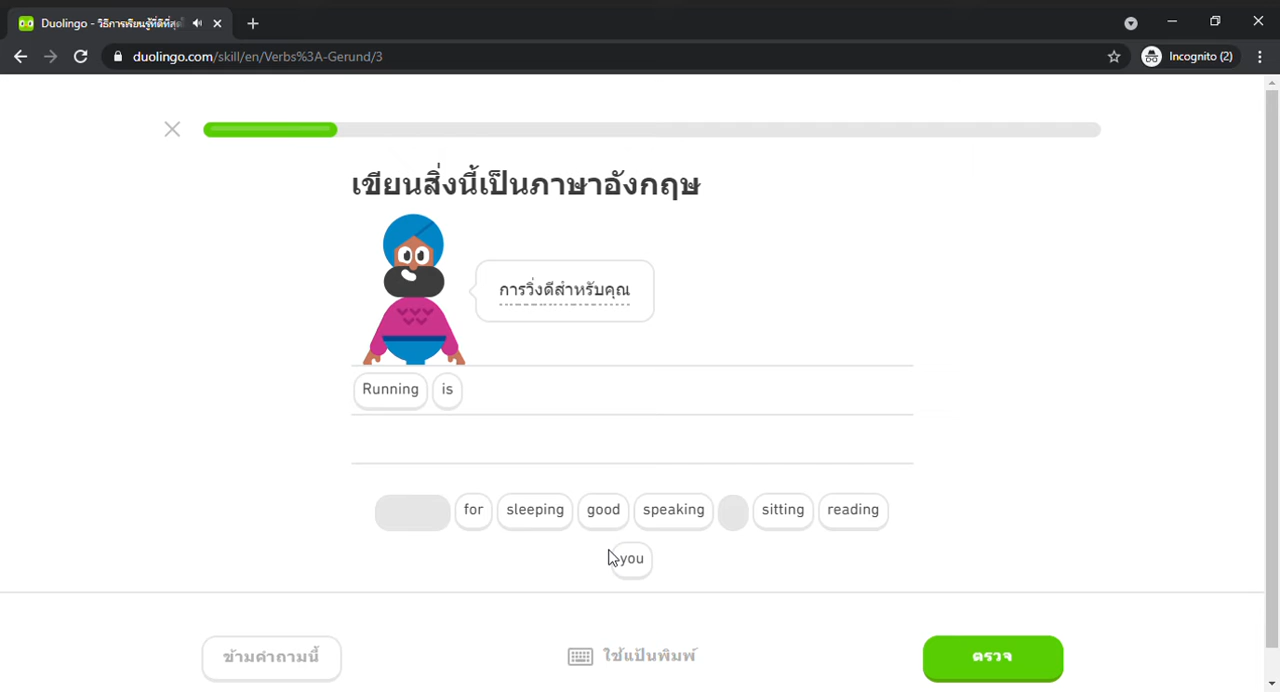 Duolingo - วิธีการเรียนรู้ที่ดีที่สุด
duolingo.com/skill/en/Verbs%3A-Gerund/3
Incognito (2)
เขียนสิ่งนี้เป็นภาษาอังกฤษ
การวิ่งดีสำหรับคุณ
Running is
for sleeping good speaking sitting reading
you
ข้ามคำถามนี้
ใช้แป้นพิมพ์
ตรวจ